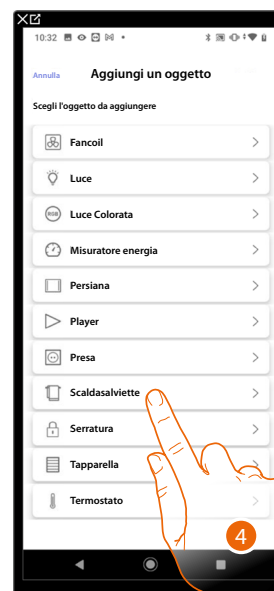 10:32
Annulla Aggiungi un oggetto
Scegli l'oggetto da aggiungere
Fancoil
Luce
RGB Luce Colorata
Misuratore energia
Persiana
Player
Presa
Scaldasalviette
Serratura
Tapparella
Termostato
4